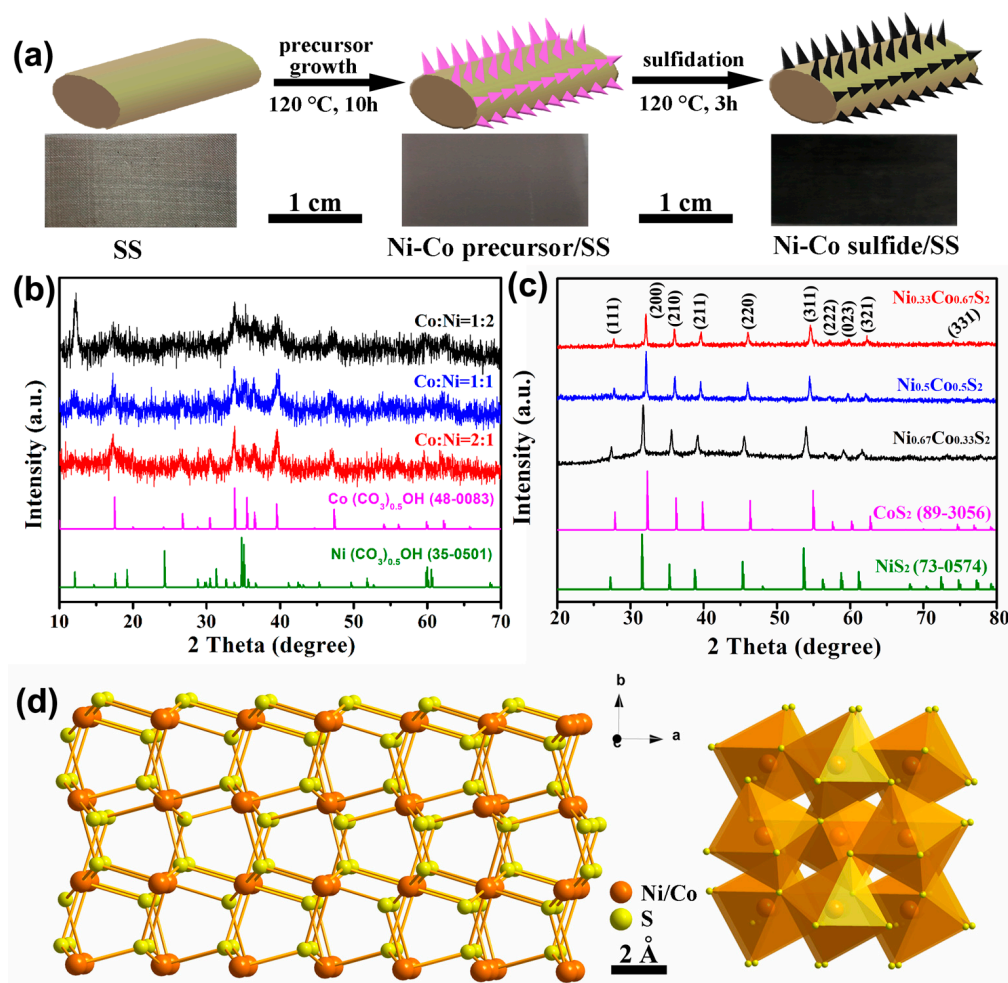 (a)
precursor
growth
120 °C, 10h
sulfidation
120 °C, 3h
1 cm
1 cm
SS
Ni-Co precursor/SS
Ni-Co sulfide/SS
(b)
Intensity (a.u.)
Co:Ni=1:2
Co:Ni=1:1
Co:Ni=2:1
Co (CO₃)₀.₅OH (48-0083)
Ni (CO₃)₀.₅OH (35-0501)
10 20 30 40 50 60 70
2 Theta (degree)
(c)
Intensity (a.u.)
(111)
(200)
(210)
(211)
(220)
(311)
(222)
(023)
(321)
(331)
Ni₀.₃₃Co₀.₆₇S₂
Ni₀.₅Co₀.₅S₂
Ni₀.₆₇Co₀.₃₃S₂
CoS₂ (89-3056)
NiS₂ (73-0574)
20 30 40 50 60 70 80
2 Theta (degree)
(d)
b
c
a
Ni/Co
S
2 Å